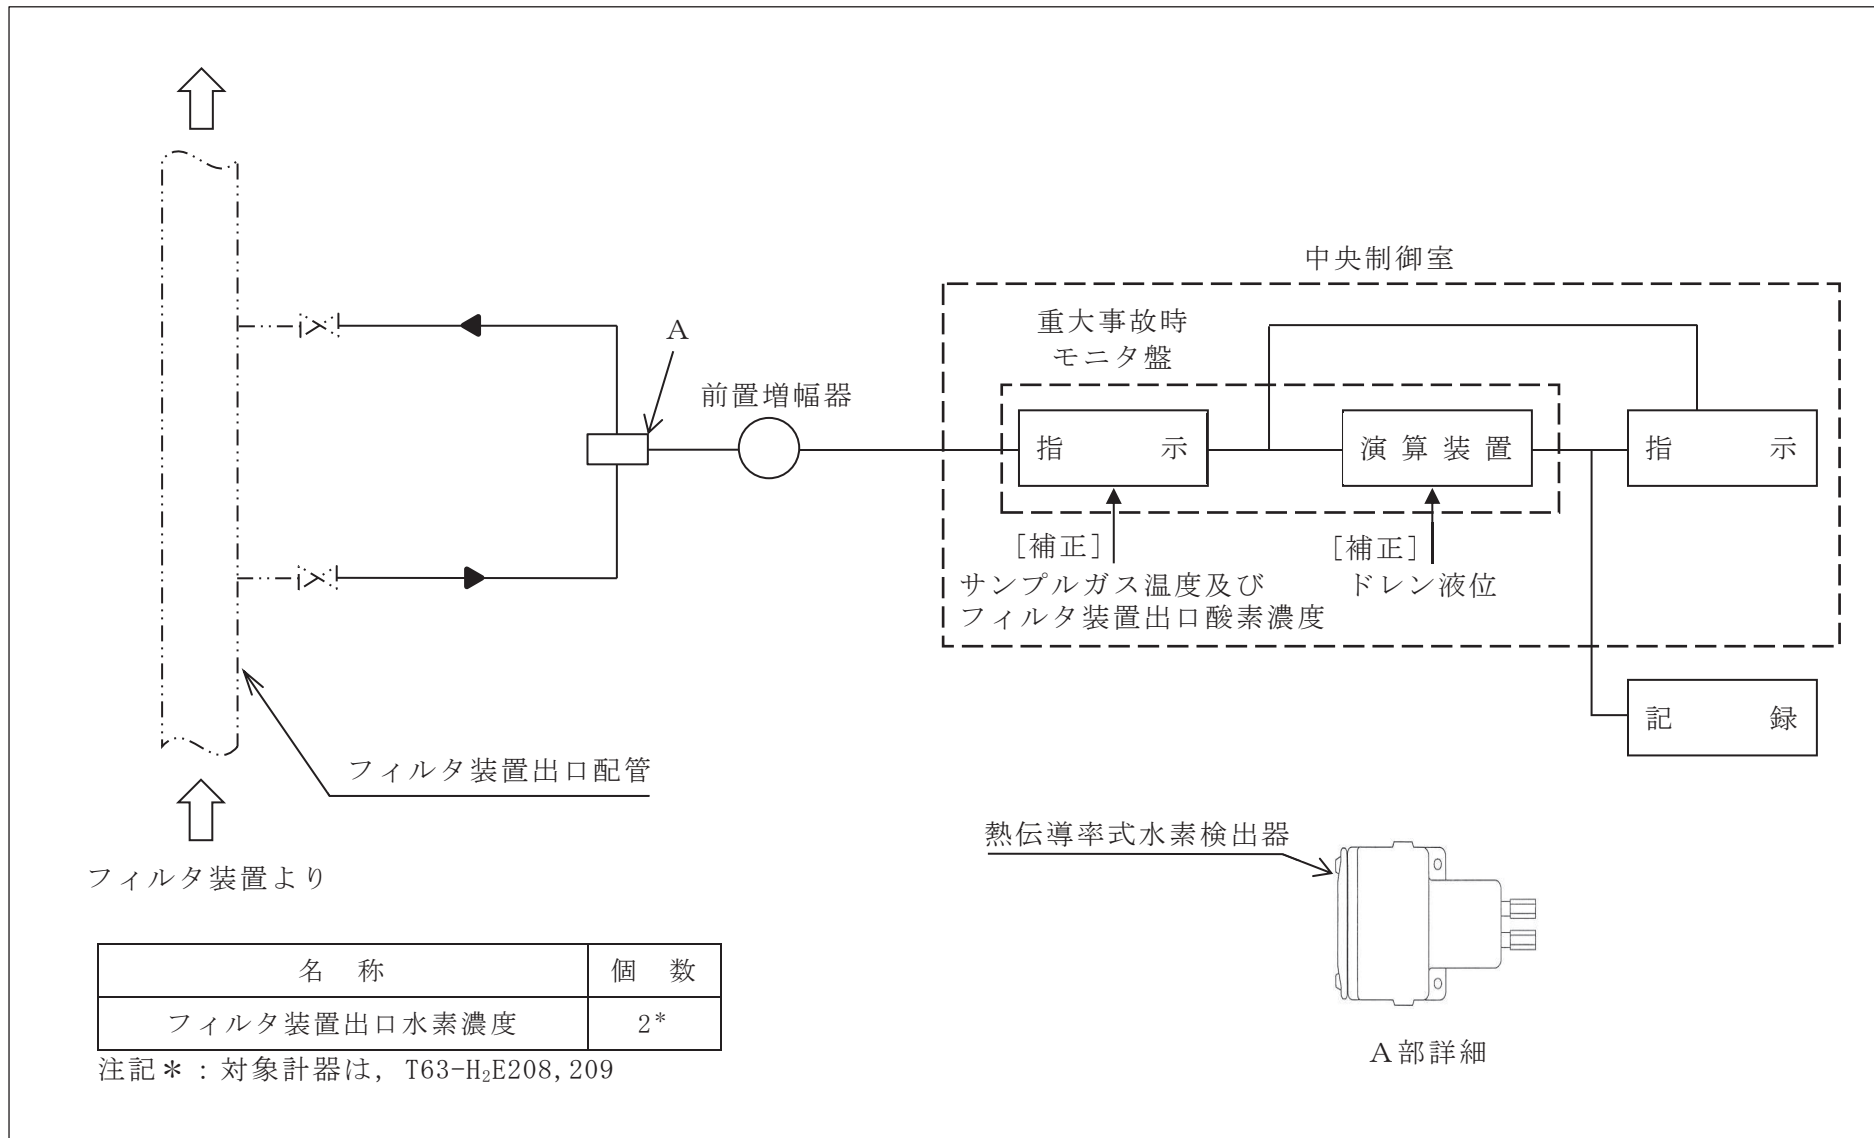 中央制御室
重大事故時
モニタ盤
A
前置増幅器
指 示
演算装置
指 示
[補正]
サンプルガス温度及び
フィルタ装置出口酸素濃度
[補正]
ドレン液位
記 録
フィルタ装置出口配管
フィルタ装置より
熱伝導率式水素検出器
A部詳細
名 称 個 数
フィルタ装置出口水素濃度 2*
注記＊：対象計器は，T63-H₂E208,209